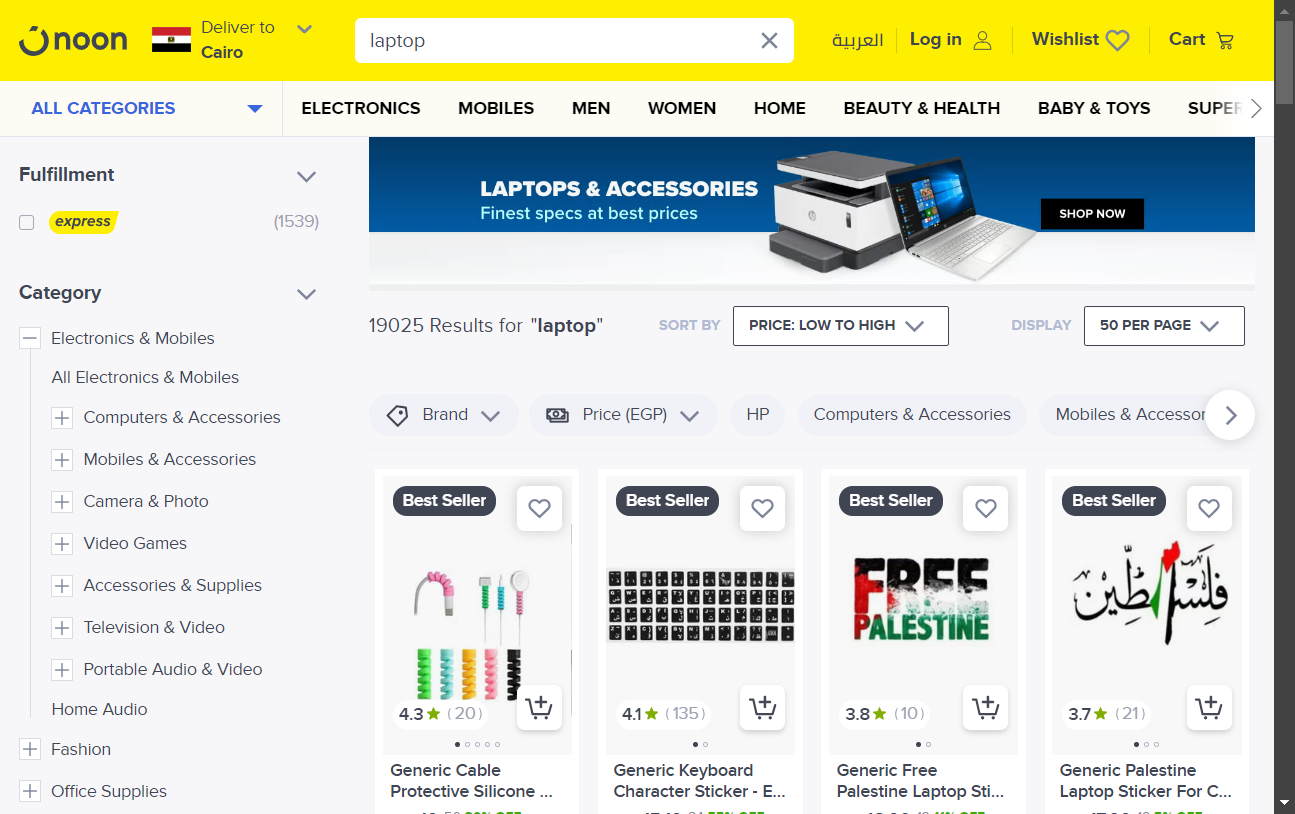 noon
Deliver to
Cairo
laptop
العربية
Log in
Wishlist
Cart
ALL CATEGORIES
ELECTRONICS
MOBILES
MEN
WOMEN
HOME
BEAUTY & HEALTH
BABY & TOYS
SUPER
Fulfillment
express (1539)
Category
Electronics & Mobiles
All Electronics & Mobiles
Computers & Accessories
Mobiles & Accessories
Camera & Photo
Video Games
Accessories & Supplies
Television & Video
Portable Audio & Video
Home Audio
Fashion
Office Supplies
LAPTOPS & ACCESSORIES
Finest specs at best prices
SHOP NOW
19025 Results for "laptop"
SORT BY
PRICE: LOW TO HIGH
DISPLAY
50 PER PAGE
Brand
Price (EGP)
HP
Computers & Accessories
Mobiles & Accessor
Best Seller
4.3 (20)
Generic Cable
Protective Silicone ...
Best Seller
4.1 (135)
Generic Keyboard
Character Sticker - E...
Best Seller
FREE
PALESTINE
3.8 (10)
Generic Free
Palestine Laptop Sti...
Best Seller
فلسطين
3.7 (21)
Generic Palestine
Laptop Sticker For C...